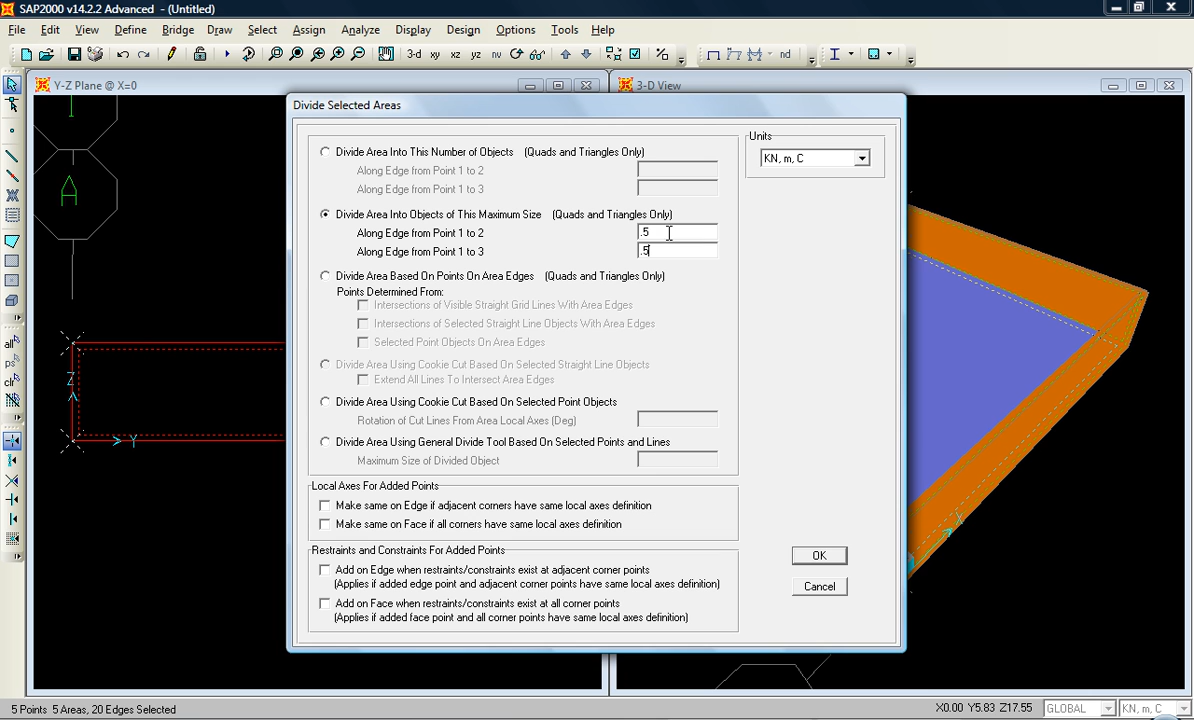 SAP2000 v14.2.2 Advanced - (Untitled)
File Edit View Define Bridge Draw Select Assign Analyze Display Design Options Tools Help
3-d xy xz yz nv nd
Y-Z Plane @ X=0
3-D View
Divide Selected Areas
Units
KN, m, C
Divide Area Into This Number of Objects (Quads and Triangles Only)
Along Edge from Point 1 to 2
Along Edge from Point 1 to 3
Divide Area Into Objects of This Maximum Size (Quads and Triangles Only)
Along Edge from Point 1 to 2 .5
Along Edge from Point 1 to 3 .5
Divide Area Based On Points On Area Edges (Quads and Triangles Only)
Points Determined From:
Intersections of Visible Straight Grid Lines With Area Edges
Intersections of Selected Straight Line Objects With Area Edges
Selected Point Objects On Area Edges
Divide Area Using Cookie Cut Based On Selected Straight Line Objects
Extend All Lines To Intersect Area Edges
Divide Area Using Cookie Cut Based On Selected Point Objects
Rotation of Cut Lines From Area Local Axes (Deg)
Divide Area Using General Divide Tool Based On Selected Points and Lines
Maximum Size of Divided Object
Local Axes For Added Points
Make same on Edge if adjacent corners have same local axes definition
Make same on Face if all corners have same local axes definition
Restraints and Constraints For Added Points
Add on Edge when restraints/constraints exist at adjacent corner points
(Applies if added edge point and adjacent corner points have same local axes definition)
Add on Face when restraints/constraints exist at all corner points
(Applies if added face point and all corner points have same local axes definition)
OK
Cancel
A
Z
Y
X
all
ps
clr
5 Points 5 Areas, 20 Edges Selected
X0.00 Y5.83 Z17.55
GLOBAL
KN, m, C